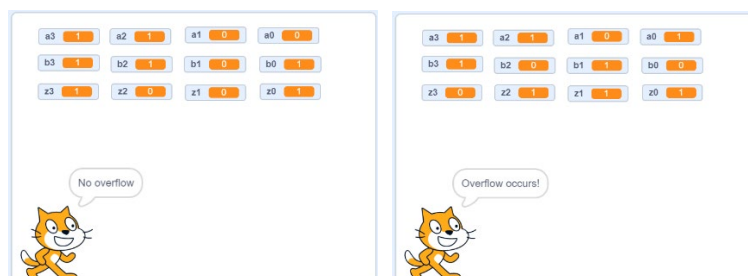 a3 1 a2 1 a1 0 a0 0
b3 1 b2 1 b1 0 b0 1
z3 1 z2 0 z1 0 z0 1
No overflow
a3 1 a2 1 a1 0 a0 1
b3 1 b2 0 b1 1 b0 0
z3 0 z2 1 z1 1 z0 1
Overflow occurs!